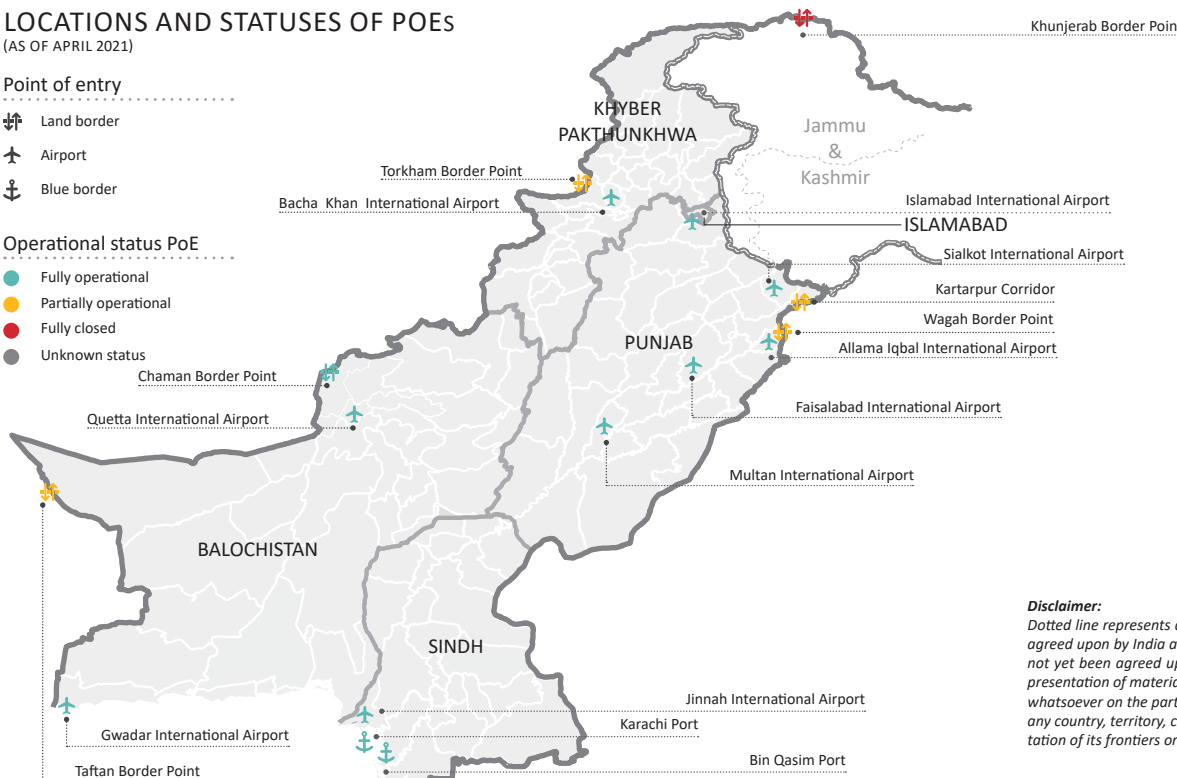 LOCATIONS AND STATUSES OF POEs
(AS OF APRIL 2021)
Point of entry
Land border
Airport
Blue border
Operational status PoE
Fully operational
Partially operational
Fully closed
Unknown status
Khunjerab Border Poin
KHYBER
PAKTHUNKHWA
Jammu
&
Kashmir
Torkham Border Point
Bacha Khan International Airport
Islamabad International Airport
ISLAMABAD
Sialkot International Airport
Kartarpur Corridor
Wagah Border Point
PUNJAB
Allama Iqbal International Airport
Chaman Border Point
Faisalabad International Airport
Quetta International Airport
Multan International Airport
BALOCHISTAN
SINDH
Jinnah International Airport
Karachi Port
Gwadar International Airport
Bin Qasim Port
Taftan Border Point
Disclaimer:
Dotted line represents
agreed upon by India
not yet been agreed
presentation of
whatsoever on the part
any country, territory,
tation of its frontiers